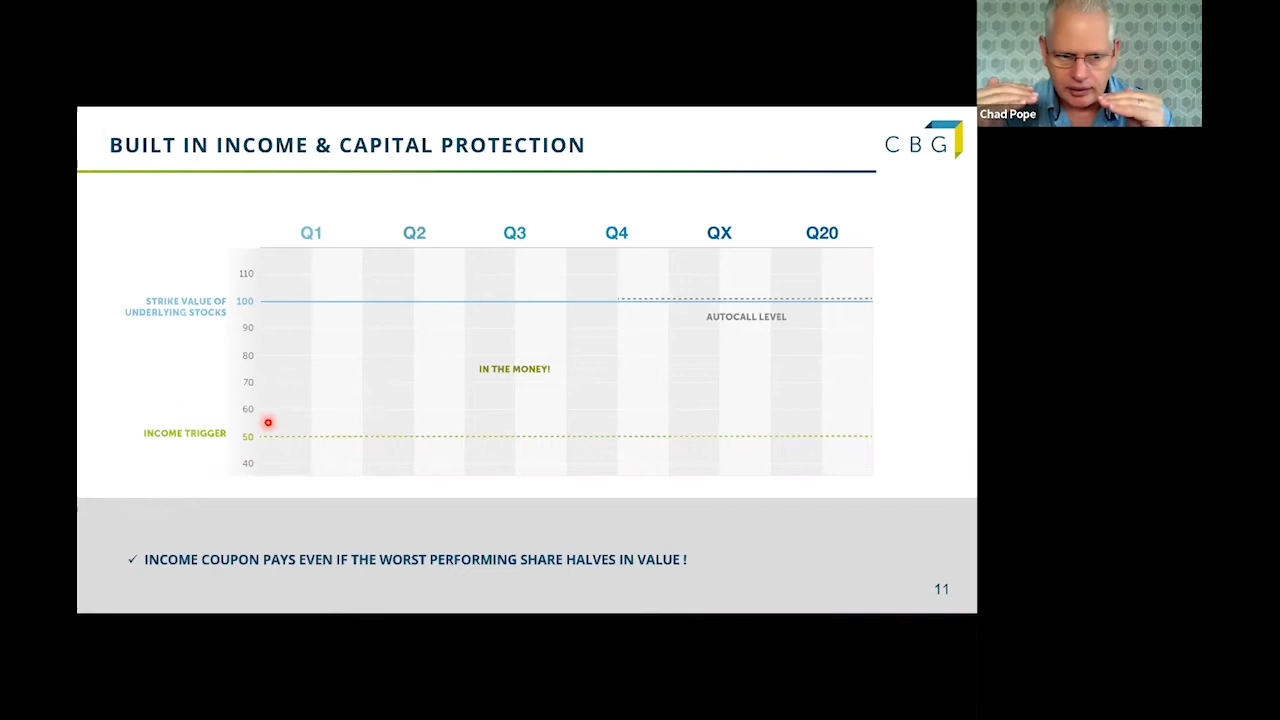 Chad Pope
BUILT IN INCOME & CAPITAL PROTECTION
CBG
Q1 Q2 Q3 Q4 QX Q20
110
STRIKE VALUE OF
UNDERLYING STOCKS
100
AUTOCALL LEVEL
90
80
IN THE MONEY!
70
60
INCOME TRIGGER
50
40
✓ INCOME COUPON PAYS EVEN IF THE WORST PERFORMING SHARE HALVES IN VALUE !
11